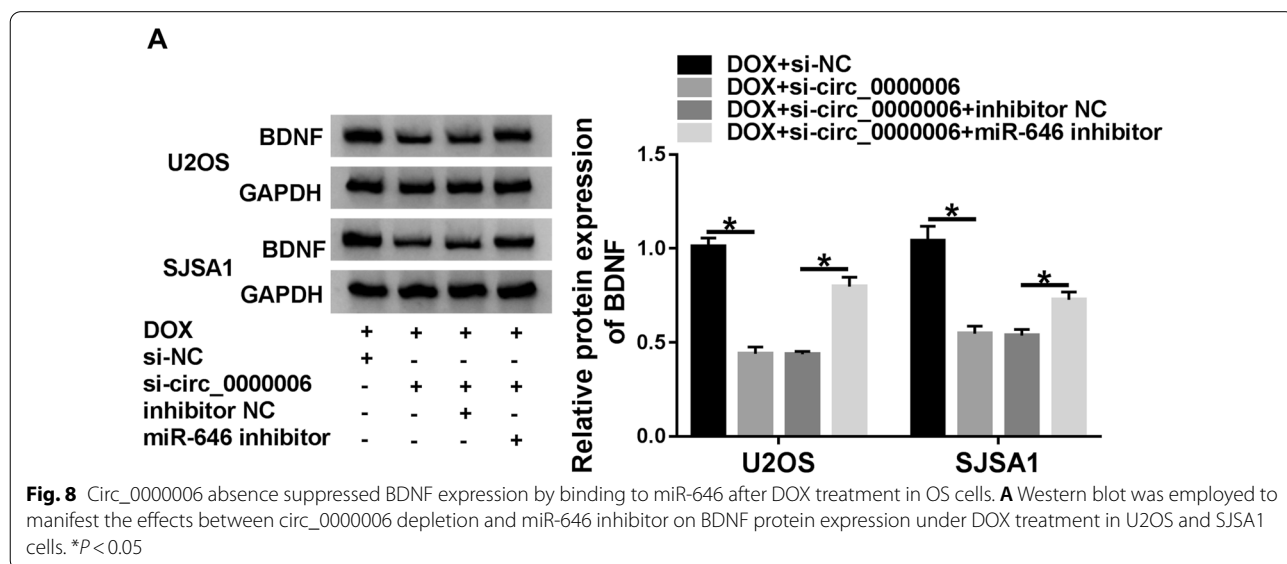 A
DOX+si-NC
DOX+si-circ_0000006
DOX+si-circ_0000006+inhibitor NC
DOX+si-circ_0000006+miR-646 inhibitor
U2OS
BDNF
GAPDH
SJSA1
BDNF
GAPDH
DOX + + + +
si-NC + - - -
si-circ_0000006 - + + +
inhibitor NC - - + -
miR-646 inhibitor - - - +
Relative protein expression
of BDNF
1.5
1.0
0.5
0.0
* * * *
U2OS SJSA1
Fig. 8 Circ_0000006 absence suppressed BDNF expression by binding to miR-646 after DOX treatment in OS cells. A Western blot was employed to
manifest the effects between circ_0000006 depletion and miR-646 inhibitor on BDNF protein expression under DOX treatment in U2OS and SJSA1
cells. *P < 0.05